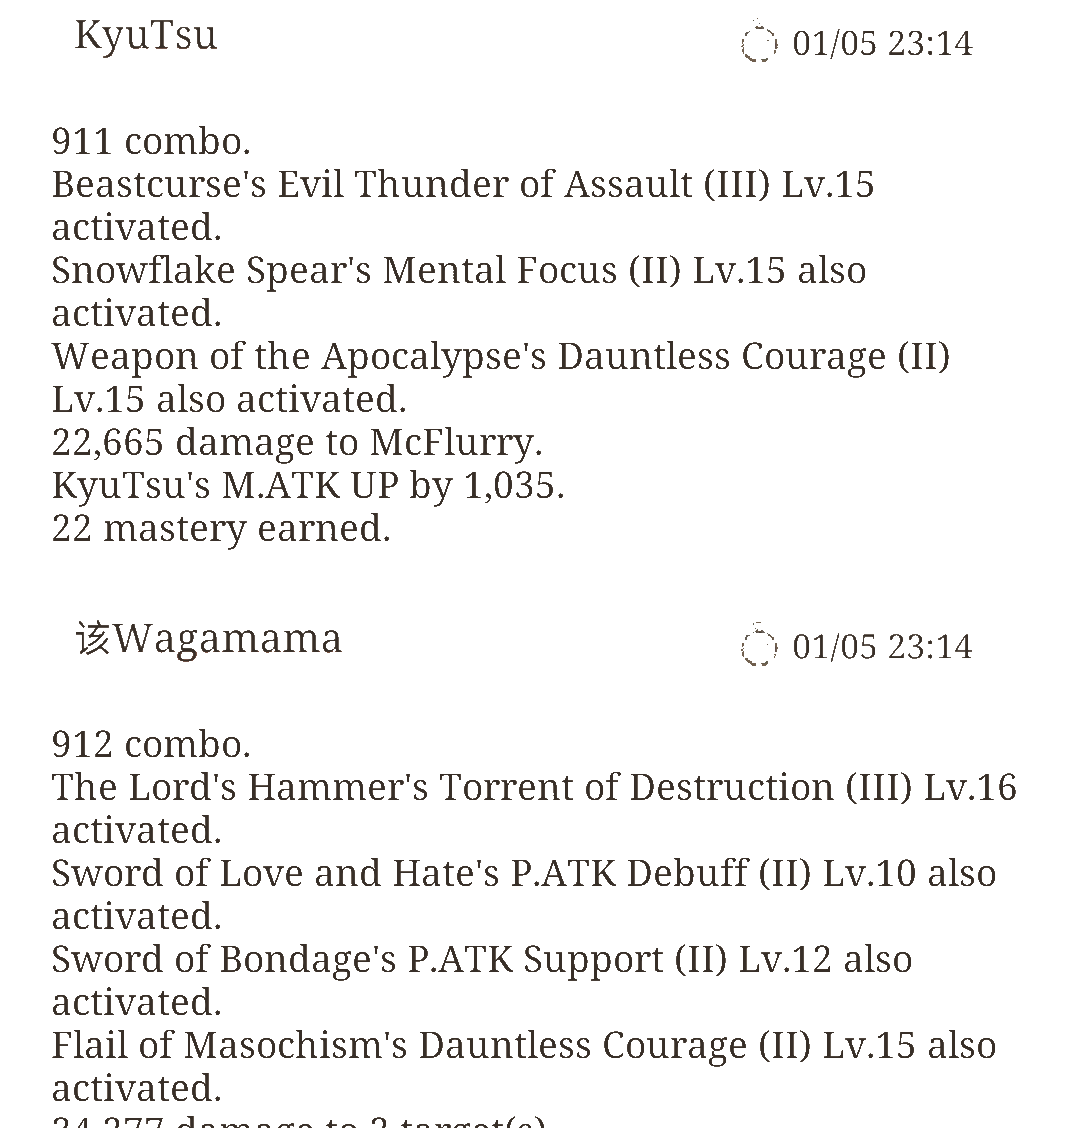 KyuTsu
01/05 23:14
911 combo.
Beastcurse's Evil Thunder of Assault (III) Lv.15
activated.
Snowflake Spear's Mental Focus (II) Lv.15 also
activated.
Weapon of the Apocalypse's Dauntless Courage (II)
Lv.15 also activated.
22,665 damage to McFlurry.
KyuTsu's M.ATK UP by 1,035.
22 mastery earned.
该Wagamama
01/05 23:14
912 combo.
The Lord's Hammer's Torrent of Destruction (III) Lv.16
activated.
Sword of Love and Hate's P.ATK Debuff (II) Lv.10 also
activated.
Sword of Bondage's P.ATK Support (II) Lv.12 also
activated.
Flail of Masochism's Dauntless Courage (II) Lv.15 also
activated.
damage to 2 target(s)